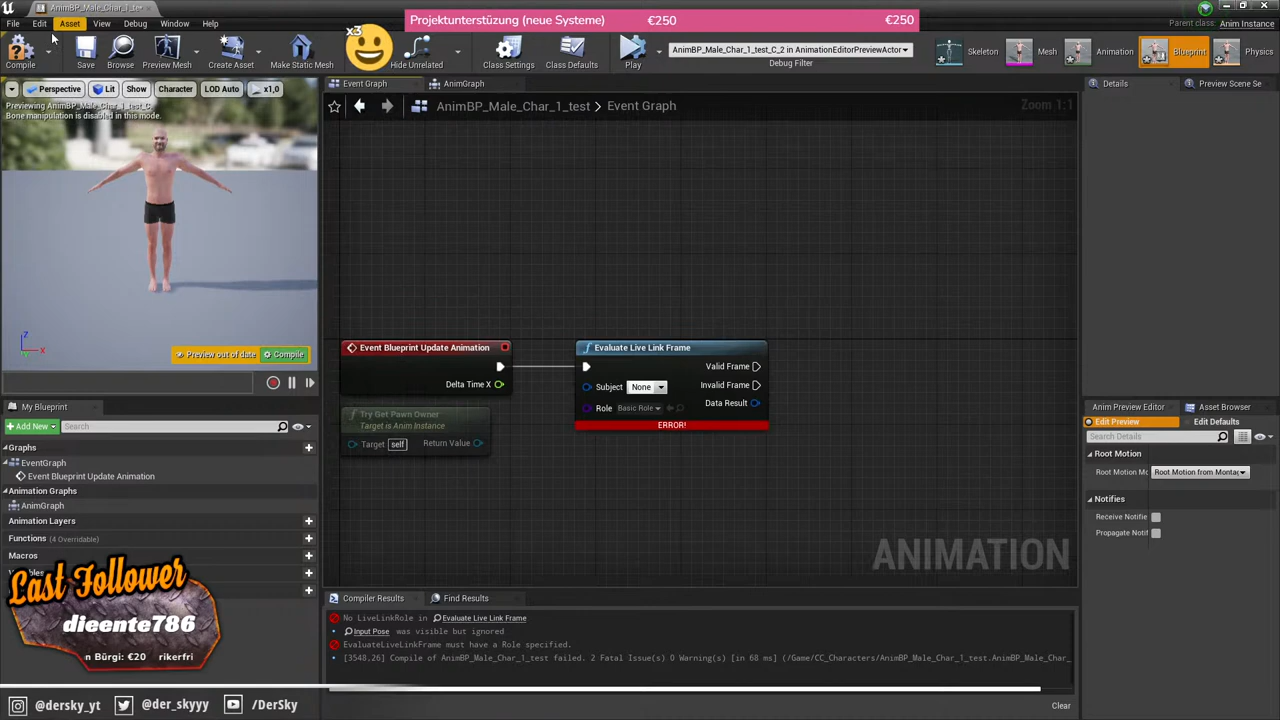 AnimBP_Male_Char_1_tes
Projektunterstüzung (neue Systeme) €250 €250
File Edit Asset View Debug Window Help
Parent class: Anim Instance
x3
Compile Save Browse Preview Mesh Create Asset Make Static Mesh Hide Unrelated Class Settings Class Defaults Play
AnimBP_Male_Char_1_test_C_2 in AnimationEditorPreviewActor
Debug Filter
Skeleton Mesh Animation Blueprint Physics
Event Graph AnimGraph Details Preview Scene Se
Perspective Lit Show Character LOD Auto x1,0
Previewing AnimBP_Male_Char_1_test_C.
Bone manipulation is disabled in this mode.
AnimBP_Male_Char_1_test > Event Graph
Zoom 1:1
Z
X
Y
Preview out of date Compile
Event Blueprint Update Animation
Delta Time X
Try Get Pawn Owner
Target is Anim Instance
Target self Return Value
Evaluate Live Link Frame
Valid Frame
Subject None Invalid Frame
Role Basic Role Data Result
ERROR!
ANIMATION
My Blueprint
Add New Search
Graphs
EventGraph
Event Blueprint Update Animation
Animation Graphs
AnimGraph
Animation Layers
Functions (4 Overridable)
Macros
Last Follower
dieente786
n Bürgi: €20 rikerfri
@dersky_yt @der_skyyy /DerSky
Compiler Results Find Results
No LiveLinkRole in Evaluate Live Link Frame
Input Pose was visible but ignored
EvaluateLiveLinkFrame must have a Role specified.
[3548,26] Compile of AnimBP_Male_Char_1_test failed. 2 Fatal Issue(s) 0 Warning(s) [in 68 ms] (/Game/CC_Characters/AnimBP_Male_Char_1_test.AnimBP_Male_Char_
Clear
Anim Preview Editor Asset Browser
Edit Preview Edit Defaults
Search Details
Root Motion
Root Motion Mo Root Motion from Montag
Notifies
Receive Notifie
Propagate Notif